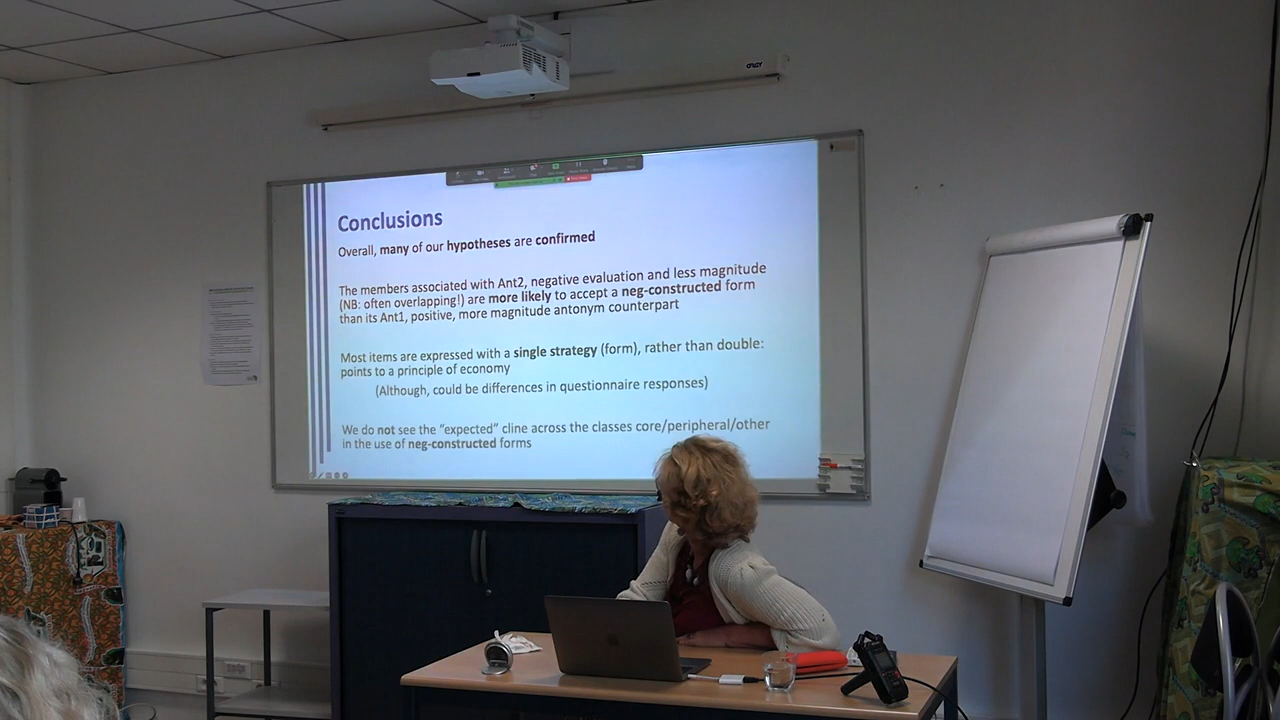 ORAY
Conclusions
Overall, many of our hypotheses are confirmed
The members associated with Ant2, negative evaluation and less magnitude
(NB: often overlapping!) are more likely to accept a neg-constructed form
than its Ant1, positive, more magnitude antonym counterpart
Most items are expressed with a single strategy (form), rather than double:
points to a principle of economy
(Although, could be differences in questionnaire responses)
We do not see the “expected” cline across the classes core/peripheral/other
in the use of neg-constructed forms